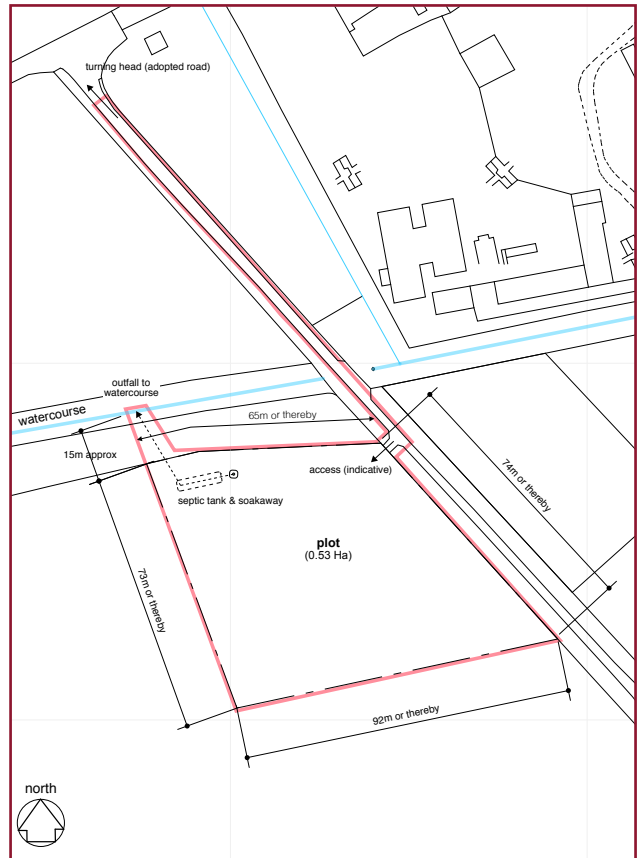 turning head (adopted road)
outfall to
watercourse
watercourse
65m or thereby
15m approx
access (indicative)
74m or thereby
septic tank & soakaway
plot
(0.53 Ha)
73m or thereby
92m or thereby
north